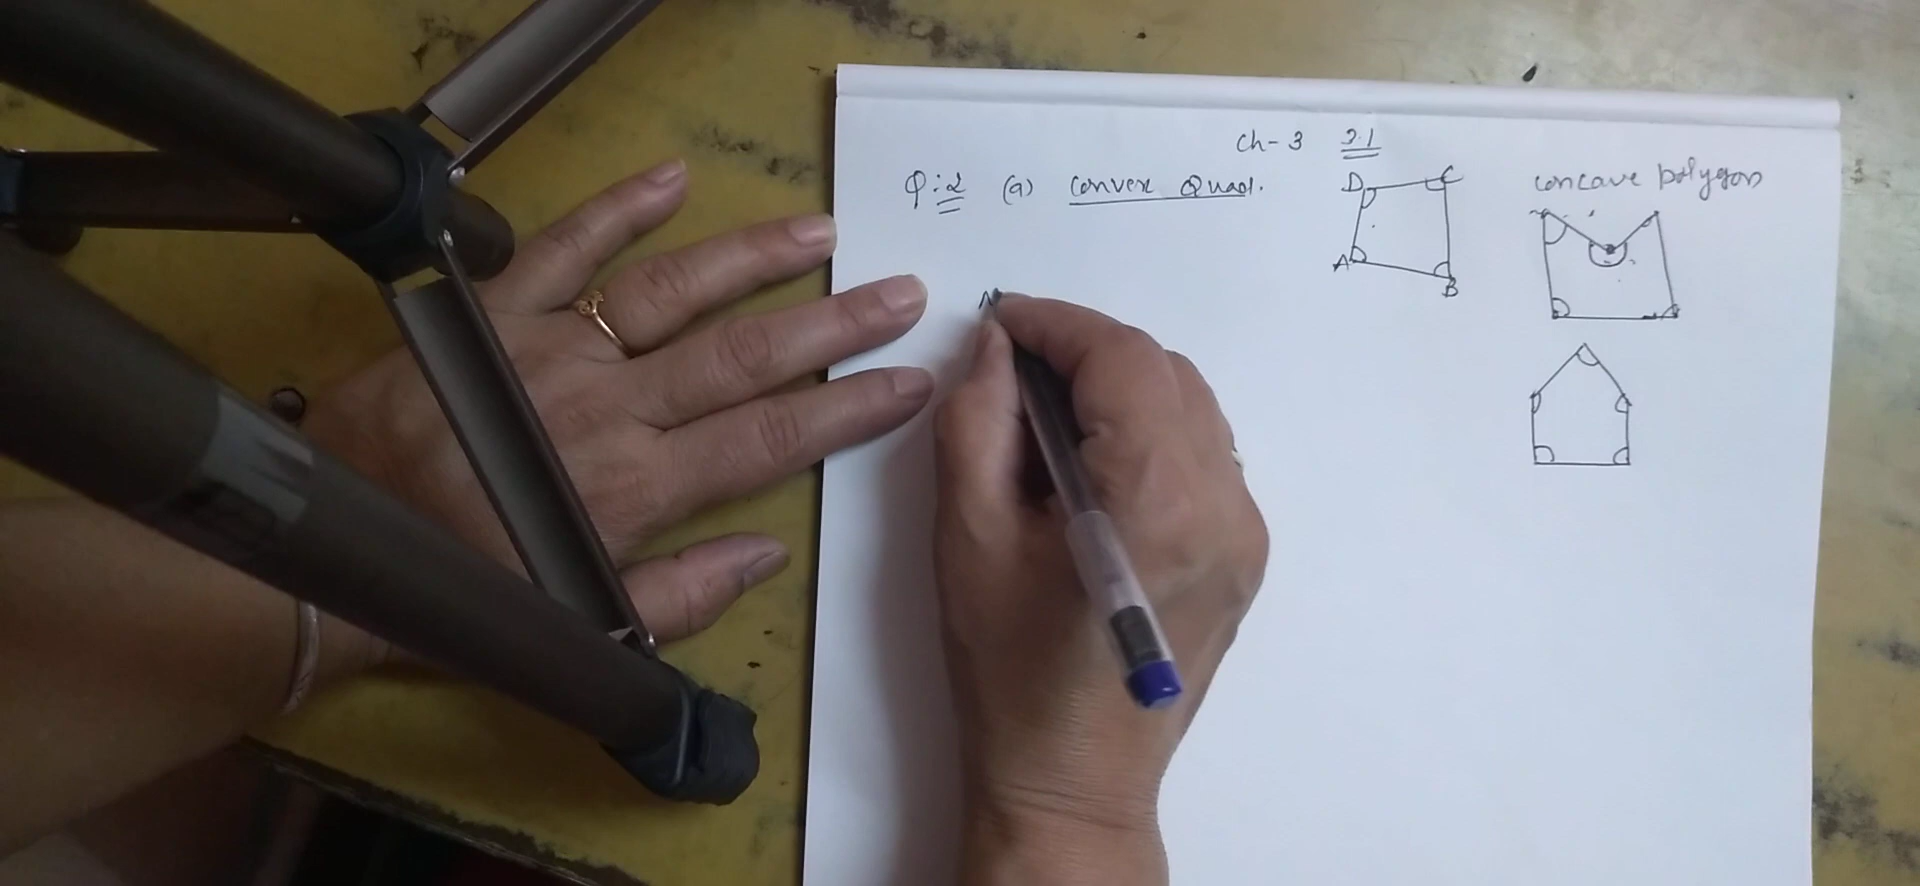 Ch-3 3.1
Q:2 (a) Convex Quad.
D C
A B
concave polygon
N